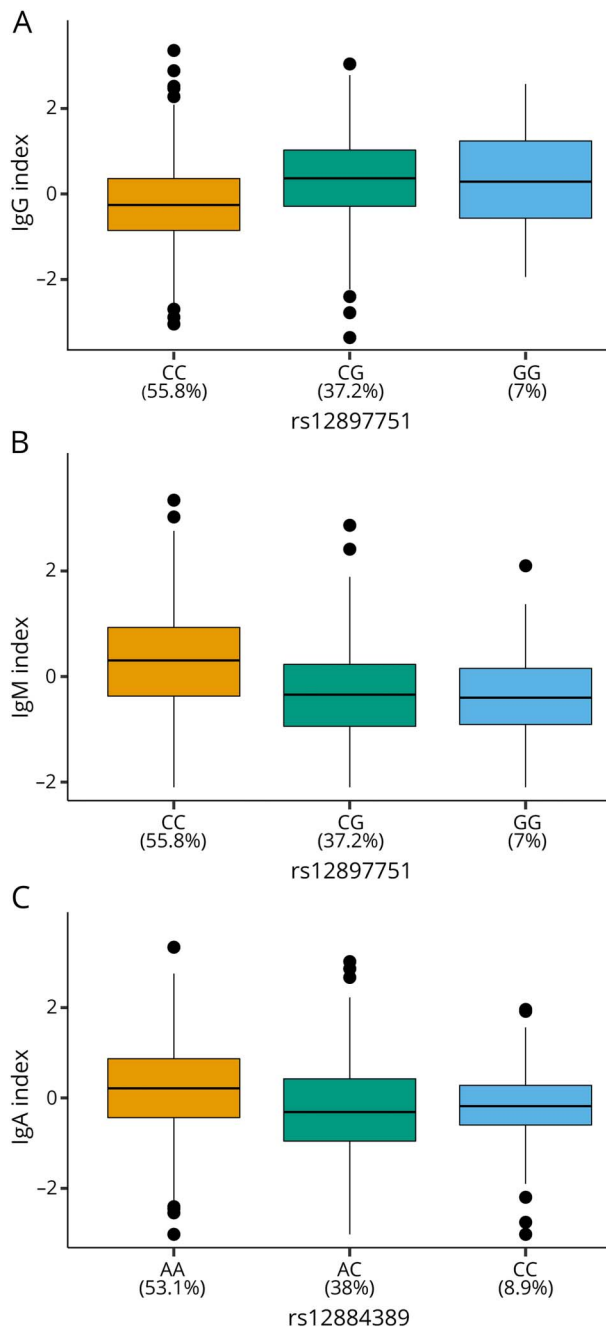 A
IgG index
2
0
−2
CC
(55.8%)
CG
(37.2%)
GG
(7%)
rs12897751
B
IgM index
2
0
−2
CC
(55.8%)
CG
(37.2%)
GG
(7%)
rs12897751
C
IgA index
2
0
−2
AA
(53.1%)
AC
(38%)
CC
(8.9%)
rs12884389